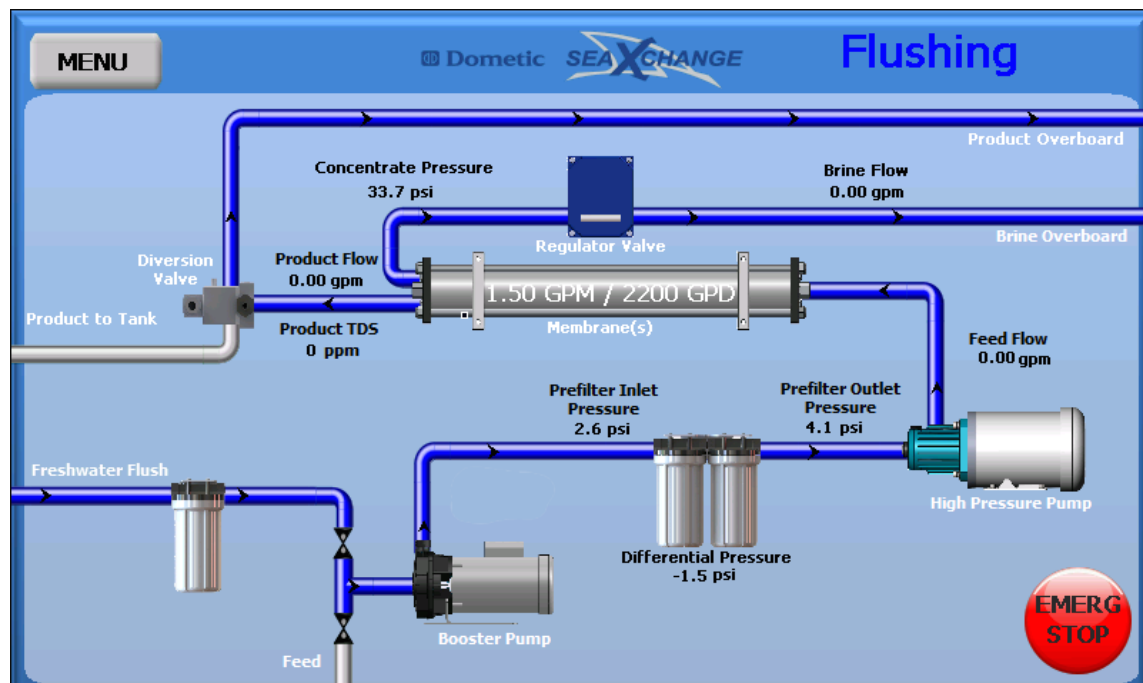 MENU
Dometic SEAXCHANGE
Flushing
Product Overboard
Concentrate Pressure
33.7 psi
Brine Flow
0.00 gpm
Regulator Valve
Brine Overboard
Diversion
Valve
Product Flow
0.00 gpm
1.50 GPM / 2200 GPD
Membrane(s)
Product to Tank
Product TDS
0 ppm
Feed Flow
0.00 gpm
Prefilter Inlet
Pressure
2.6 psi
Prefilter Outlet
Pressure
4.1 psi
Freshwater Flush
High Pressure Pump
Differential Pressure
-1.5 psi
Booster Pump
Feed
EMERG
STOP